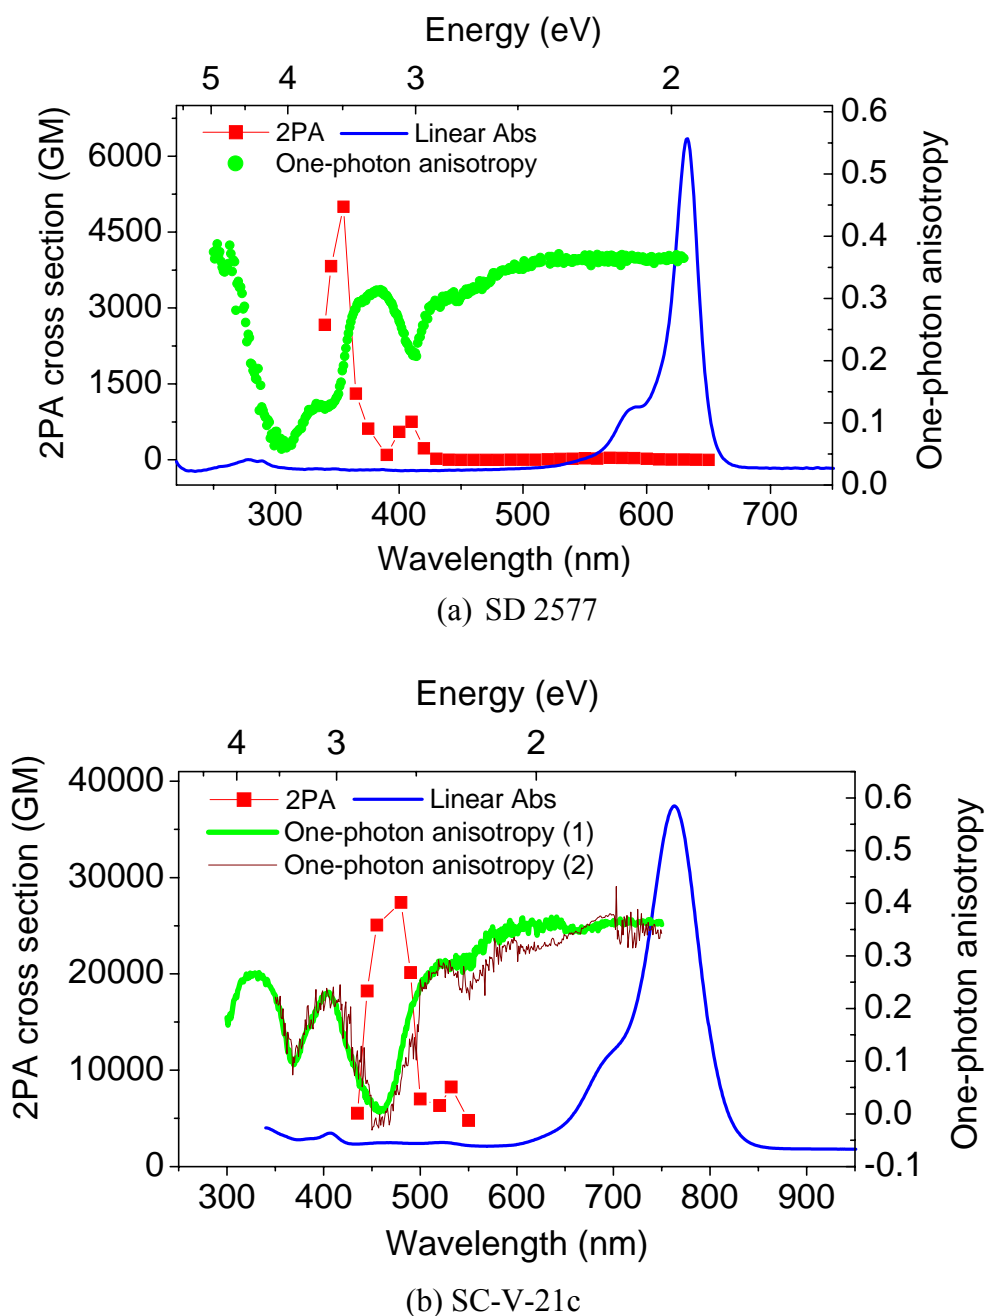 Energy (eV)
5 4 3 2
2PA Linear Abs
One-photon anisotropy
2PA cross section (GM)
6000
4500
3000
1500
0
0.6
0.5
0.4
0.3
0.2
0.1
0.0
One-photon anisotropy
300 400 500 600 700
Wavelength (nm)
(a) SD 2577
Energy (eV)
4 3 2
2PA Linear Abs
One-photon anisotropy (1)
One-photon anisotropy (2)
2PA cross section (GM)
40000
30000
20000
10000
0
0.6
0.5
0.4
0.3
0.2
0.1
0.0
-0.1
One-photon anisotropy
300 400 500 600 700 800 900
Wavelength (nm)
(b) SC-V-21c